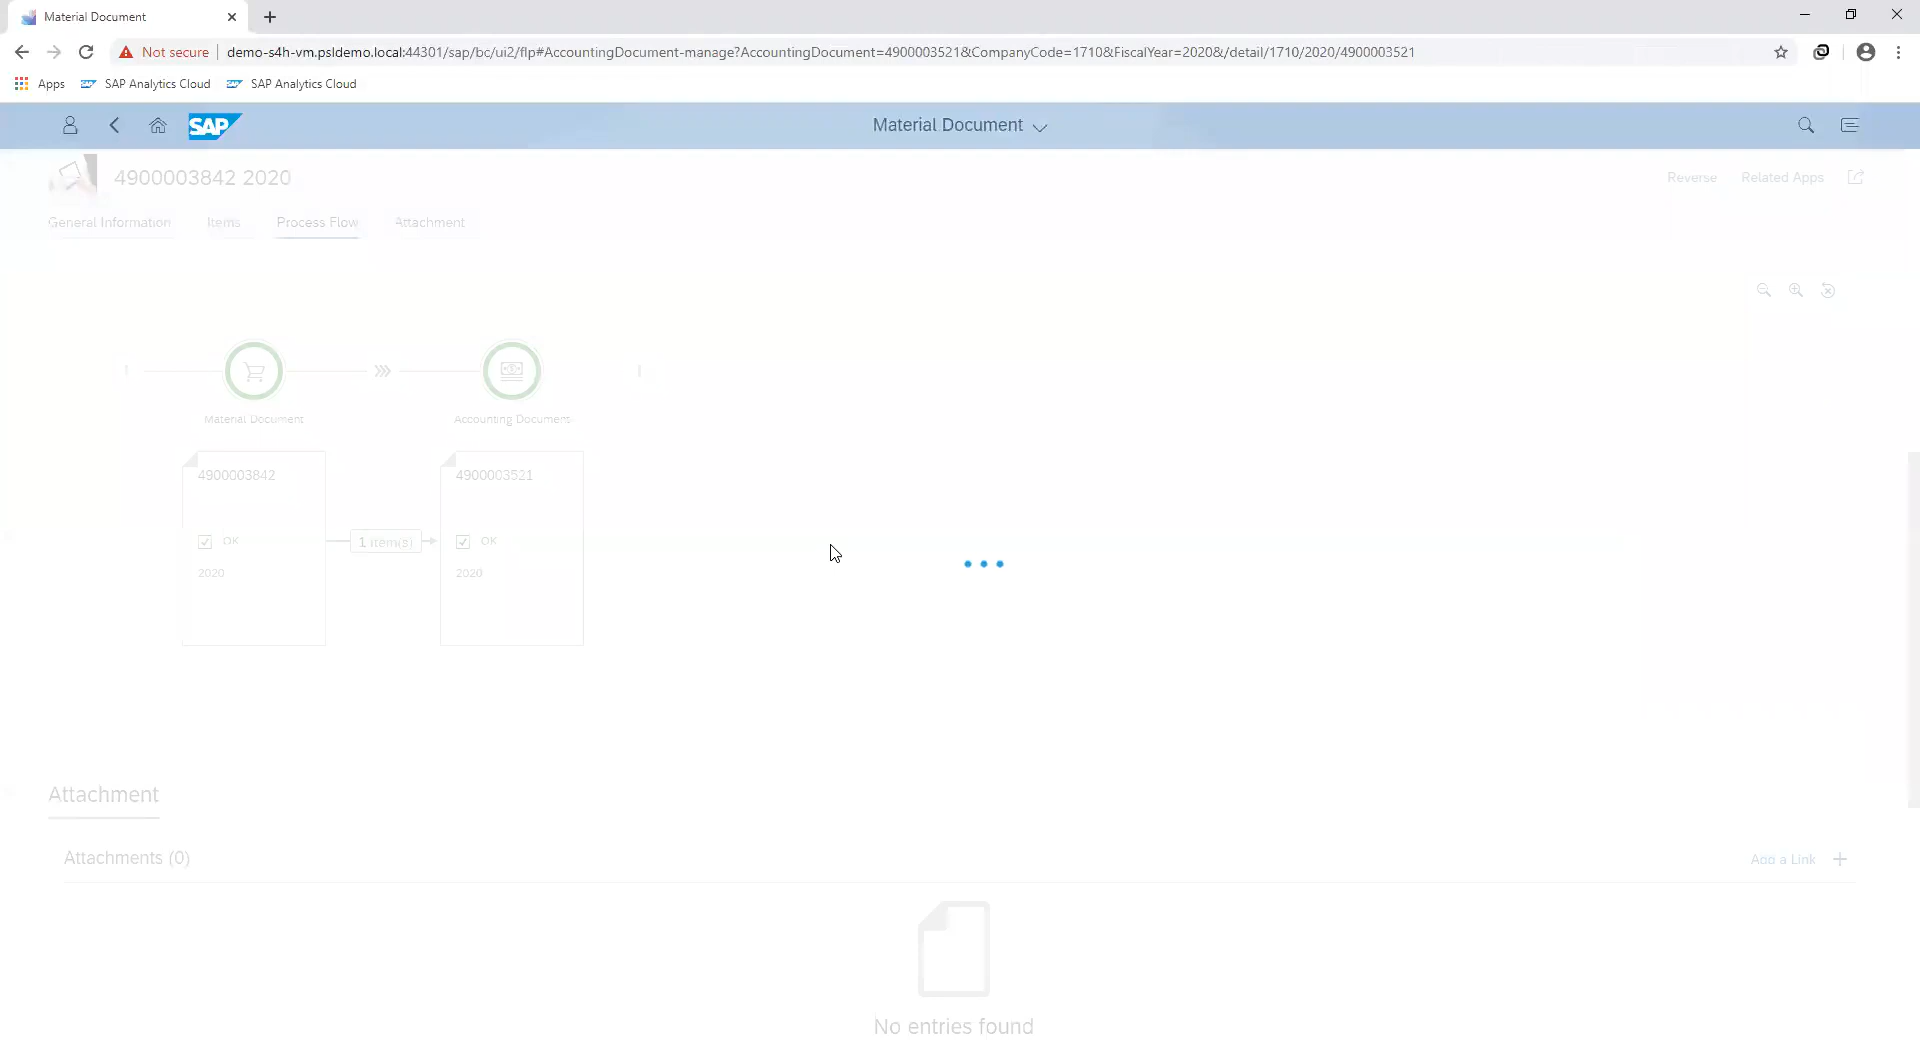 Material Document
Not secure
demo-s4h-vm.psldemo.local:44301/sap/bc/ui2/flp#AccountingDocument-manage?AccountingDocument=4900003521&CompanyCode=1710&FiscalYear=2020&/detail/1710/2020/4900003521
Apps SAP Analytics Cloud SAP Analytics Cloud
SAP
Material Document
4900003842 2020
Reverse Related Apps
General Information Items Process Flow Attachment
Material Document Accounting Document
4900003842 4900003521
OK 1 item(s) OK
2020 2020
Attachment
Attachments (0)
Add a Link
No entries found